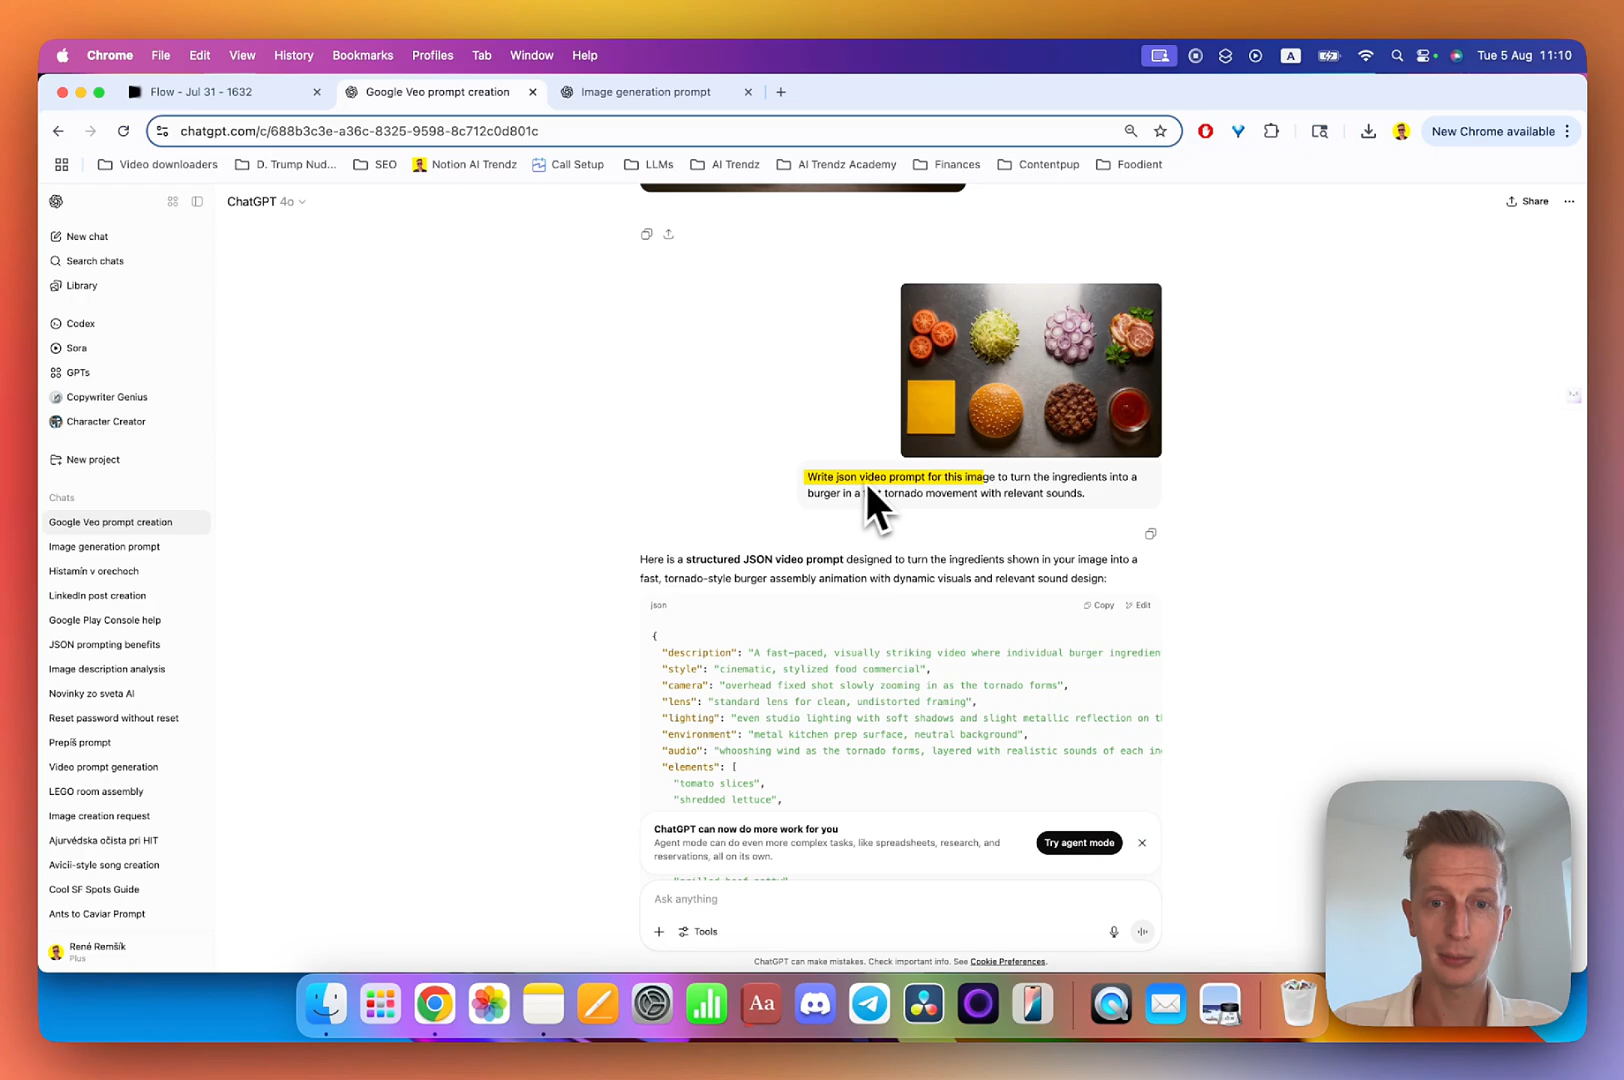 Chrome File Edit View History Bookmarks Profiles Tab Window Help
A
Tue 5 Aug 11:10
Flow - Jul 31 - 1632
Google Veo prompt creation
Image generation prompt
chatgpt.com/c/688b3c3e-a36c-8325-9598-8c712c0d801c
New Chrome available
Video downloaders
D. Trump Nud...
SEO
Notion AI Trendz
Call Setup
LLMs
AI Trendz
AI Trendz Academy
Finances
Contentpup
Foodient
ChatGPT 4o
Share
New chat
Search chats
Library
Codex
Sora
GPTs
Copywriter Genius
Character Creator
New project
Chats
Google Veo prompt creation
Image generation prompt
Histamín v orechoch
LinkedIn post creation
Google Play Console help
JSON prompting benefits
Image description analysis
Novinky zo sveta AI
Reset password without reset
Prepíš prompt
Video prompt generation
LEGO room assembly
Image creation request
Ajurvédska očista pri HIT
Avicii-style song creation
Cool SF Spots Guide
Ants to Caviar Prompt
René Remšík
Plus
Write json video prompt for this image to turn the ingredients into a
burger in a tornado movement with relevant sounds.
Here is a structured JSON video prompt designed to turn the ingredients shown in your image into a
fast, tornado-style burger assembly animation with dynamic visuals and relevant sound design:
json
Copy
Edit
{
"description": "A fast-paced, visually striking video where individual burger ingredien
"style": "cinematic, stylized food commercial",
"camera": "overhead fixed shot slowly zooming in as the tornado forms",
"lens": "standard lens for clean, undistorted framing",
"lighting": "even studio lighting with soft shadows and slight metallic reflection on t
"environment": "metal kitchen prep surface, neutral background",
"audio": "whooshing wind as the tornado forms, layered with realistic sounds of each in
"elements": [
"tomato slices",
"shredded lettuce",
ChatGPT can now do more work for you
Agent mode can do even more complex tasks, like spreadsheets, research, and
reservations, all on its own.
Try agent mode
Ask anything
Tools
ChatGPT can make mistakes. Check important info. See Cookie Preferences.
Aa